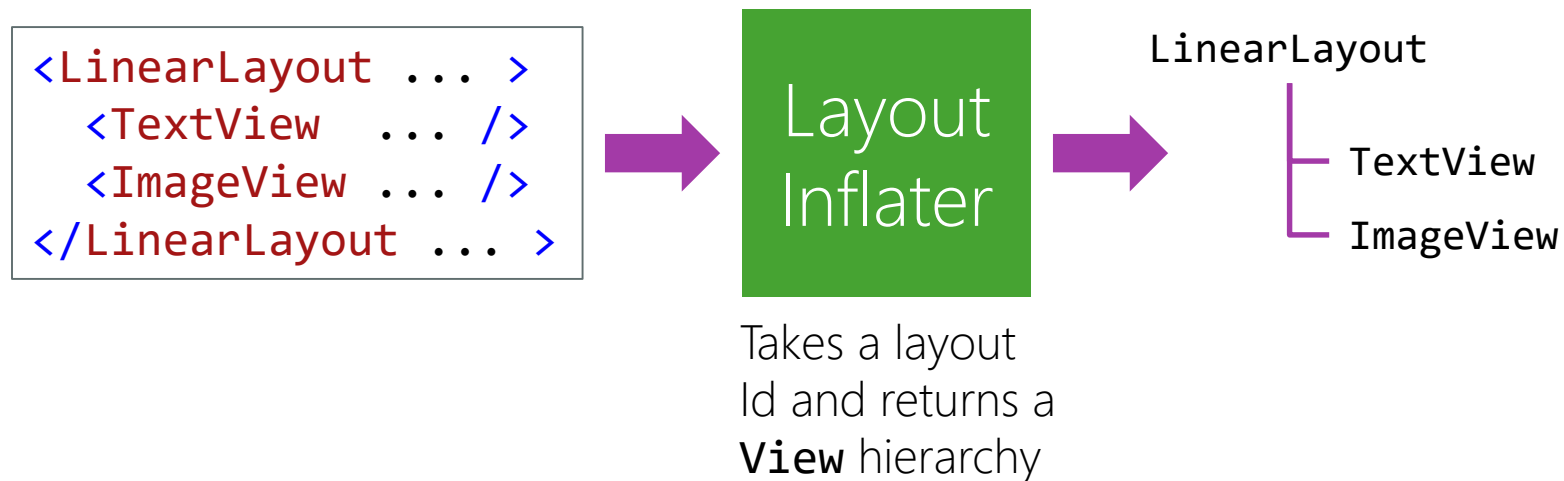 <LinearLayout ... >
  <TextView  ... />
  <ImageView ... />
</LinearLayout ... >
Layout
Inflater
Takes a layout
Id and returns a
View hierarchy
LinearLayout
TextView
ImageView